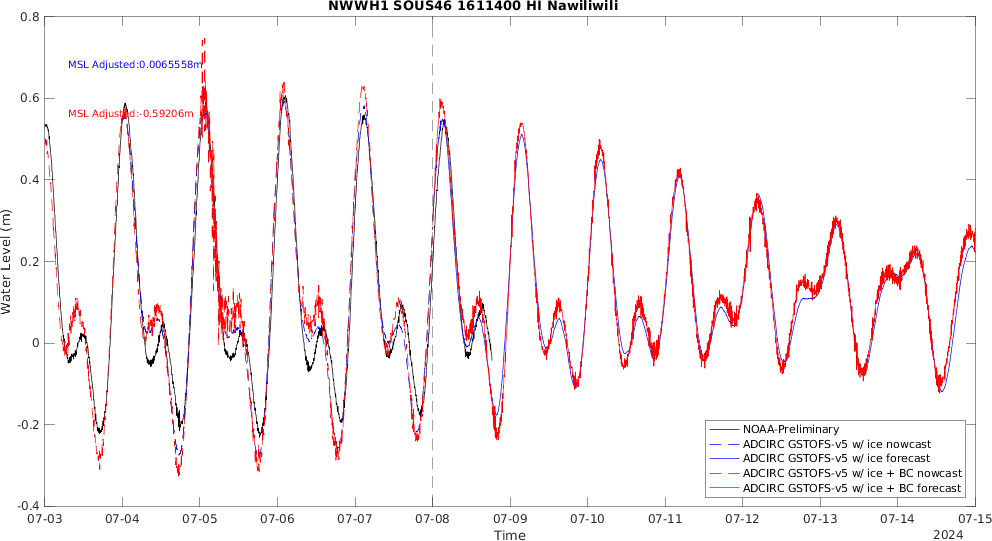 NWWH1 SOUS46 1611400 HI Nawiliwili
0.8
0.6
0.4
0.2
0
-0.2
-0.4
Water Level (m)
MSL Adjusted:0.0065558m
MSL Adjusted:-0.59206m
NOAA-Preliminary
ADCIRC GSTOFS-v5 w/ ice nowcast
ADCIRC GSTOFS-v5 w/ ice forecast
ADCIRC GSTOFS-v5 w/ ice + BC nowcast
ADCIRC GSTOFS-v5 w/ ice + BC forecast
07-03 07-04 07-05 07-06 07-07 07-08 07-09 07-10 07-11 07-12 07-13 07-14 07-15
Time
2024